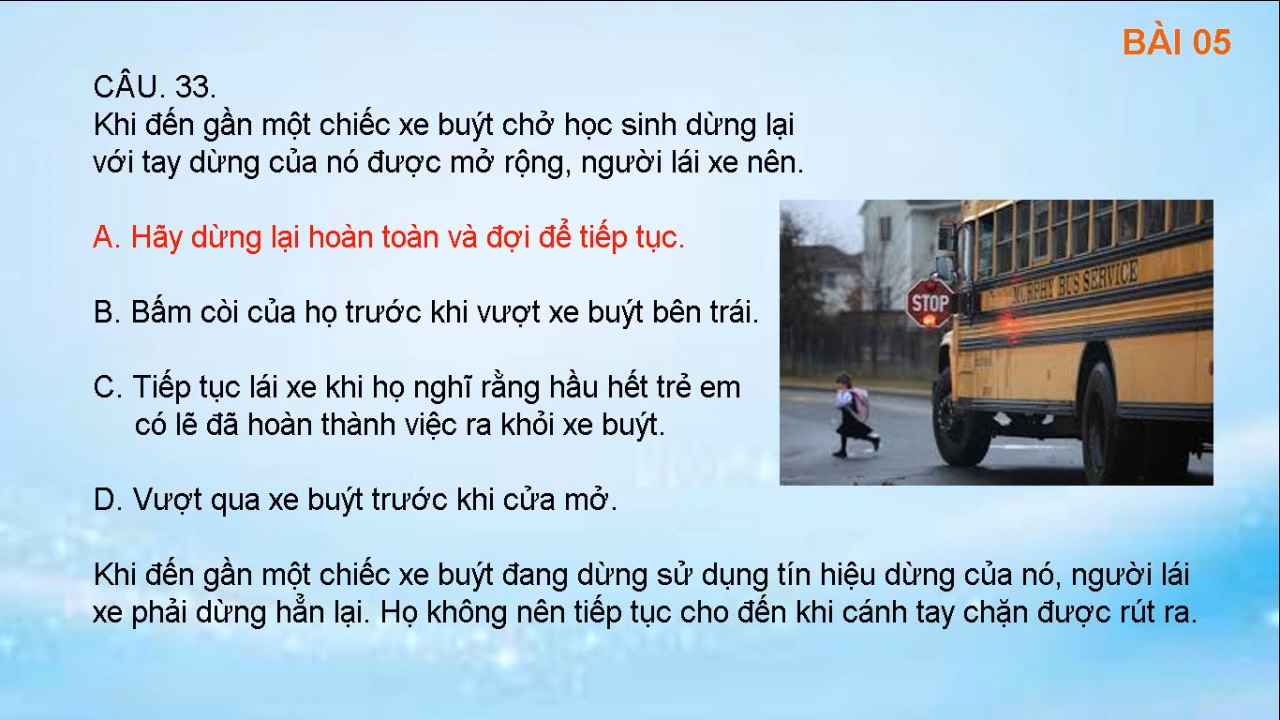 BÀI 05
CÂU. 33.
Khi đến gần một chiếc xe buýt chở học sinh dừng lại
với tay dừng của nó được mở rộng, người lái xe nên.
A. Hãy dừng lại hoàn toàn và đợi để tiếp tục.
B. Bấm còi của họ trước khi vượt xe buýt bên trái.
C. Tiếp tục lái xe khi họ nghĩ rằng hầu hết trẻ em
có lẽ đã hoàn thành việc ra khỏi xe buýt.
D. Vượt qua xe buýt trước khi cửa mở.
STOP
MURPHY BUS SERVICE
Khi đến gần một chiếc xe buýt đang dừng sử dụng tín hiệu dừng của nó, người lái
xe phải dừng hẳn lại. Họ không nên tiếp tục cho đến khi cánh tay chặn được rút ra.